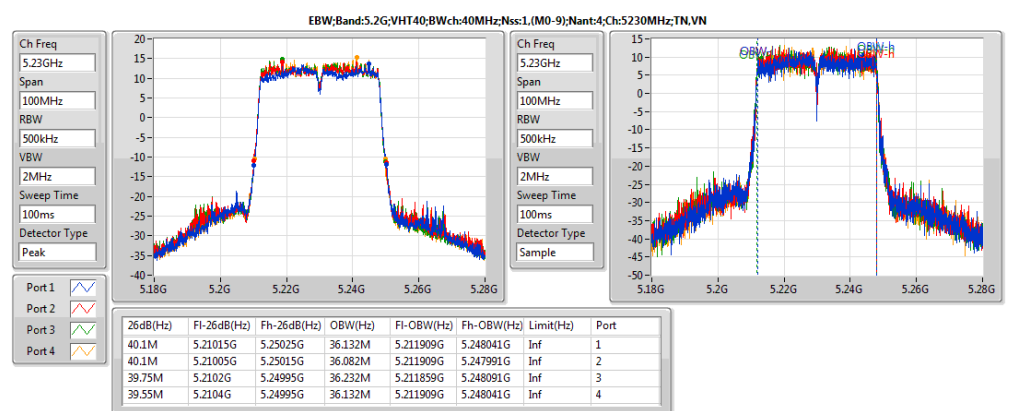 EBW;Band:5.2G;VHT40;BWch:40MHz;Nss:1,(M0-9);Nant:4;Ch:5230MHz;TN,VN
Ch Freq
5.23GHz
Span
100MHz
RBW
500kHz
VBW
2MHz
Sweep Time
100ms
Detector Type
Peak
20
15
10
5
0
-5
-10
-15
-20
-25
-30
-35
-40
5.18G 5.2G 5.22G 5.24G 5.26G 5.28G
Ch Freq
5.23GHz
Span
100MHz
RBW
500kHz
VBW
2MHz
Sweep Time
100ms
Detector Type
Sample
15
10
5
0
-5
-10
-15
-20
-25
-30
-35
-40
-45
-50
OBW-h
5.18G 5.2G 5.22G 5.24G 5.26G 5.28G
Port 1
Port 2
Port 3
Port 4
26dB(Hz) Fl-26dB(Hz) Fh-26dB(Hz) OBW(Hz) Fl-OBW(Hz) Fh-OBW(Hz) Limit(Hz) Port
40.1M 5.21015G 5.25025G 36.132M 5.211909G 5.248041G Inf 1
40.1M 5.21005G 5.25015G 36.082M 5.211909G 5.247991G Inf 2
39.75M 5.2102G 5.24995G 36.232M 5.211859G 5.248091G Inf 3
39.55M 5.2104G 5.24995G 36.132M 5.211909G 5.248041G Inf 4